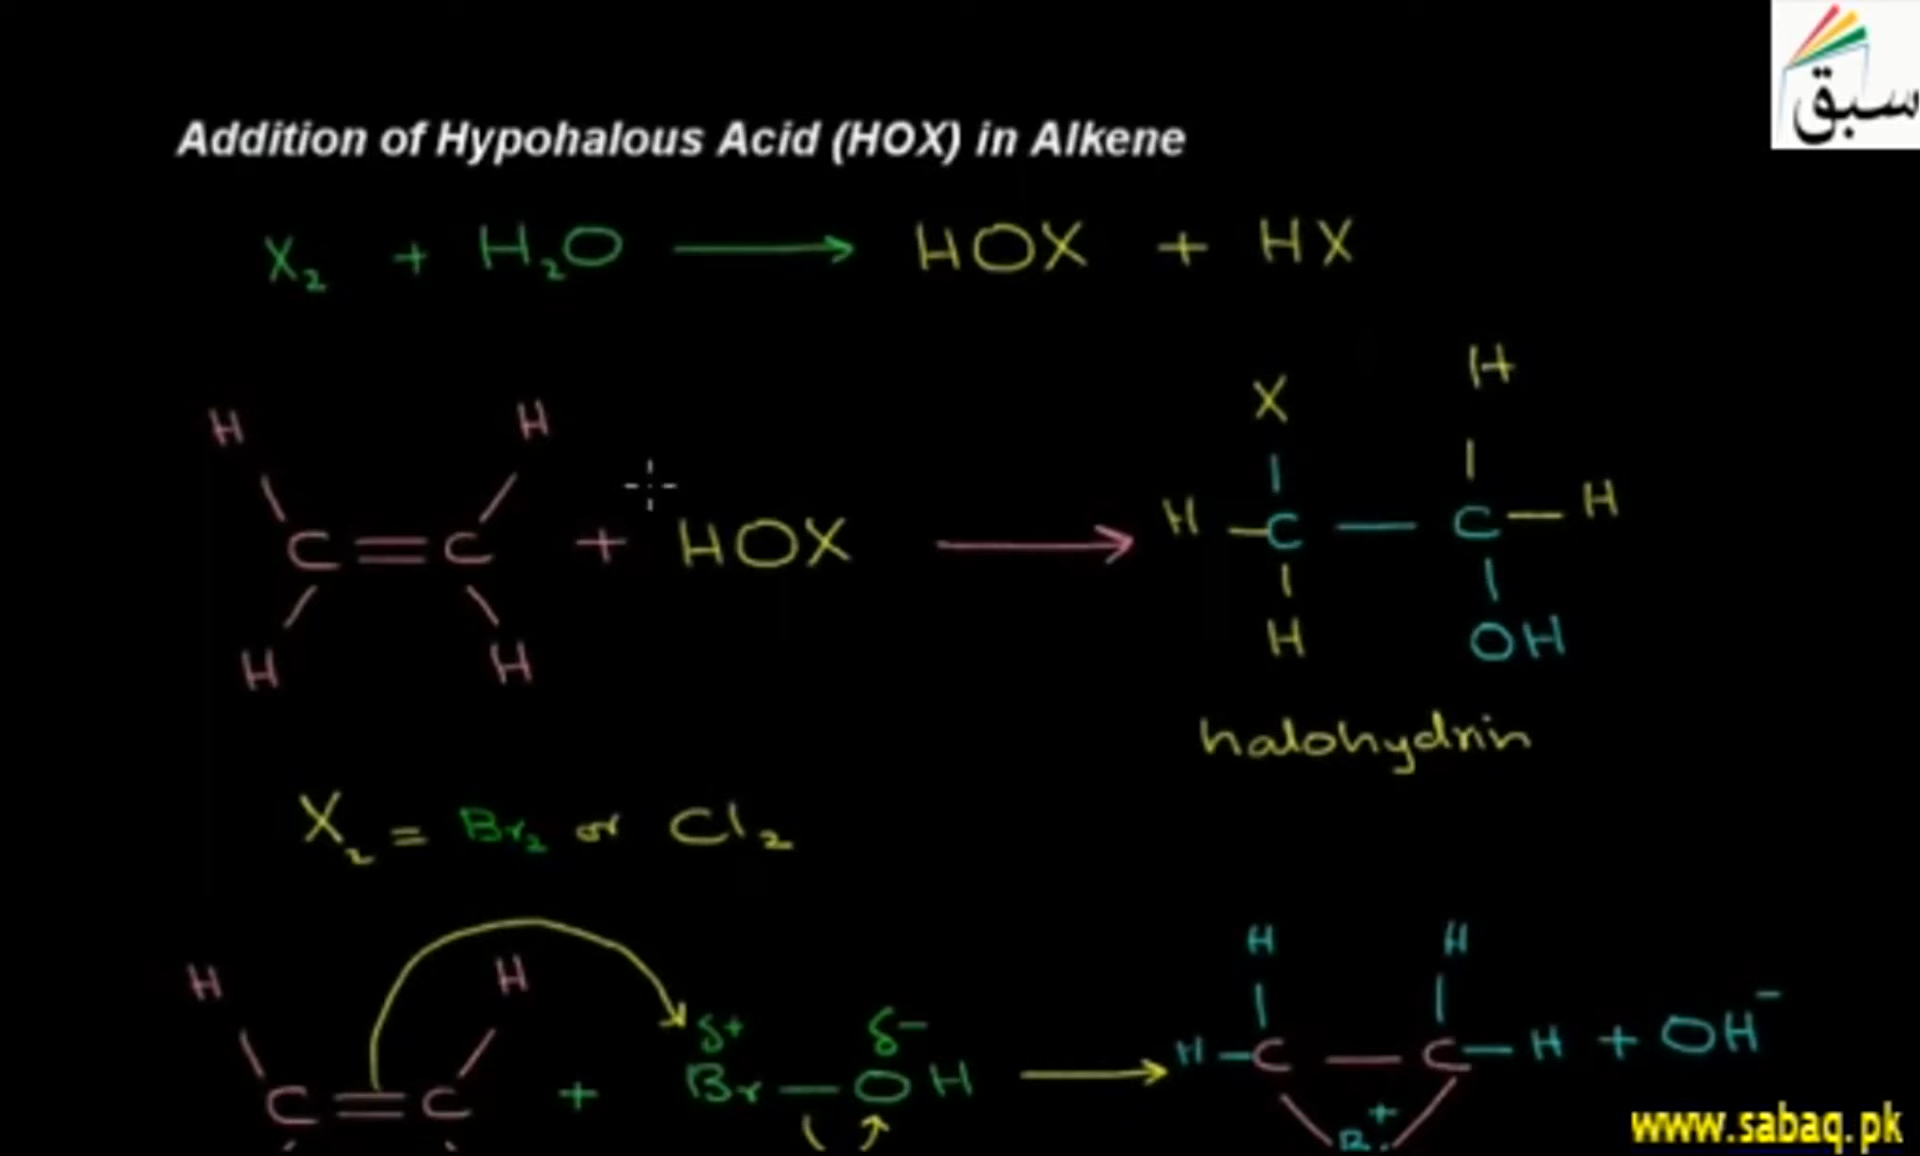 سبق
Addition of Hypohalous Acid (HOX) in Alkene
X₂ + H₂O ⟶ HOX + HX
H H X H
C = C + HOX ⟶ H – C – C – H
H H H OH
halohydrin
X₂ = Br₂ or Cl₂
H H H H
δ+ δ−
C = C + Br – OH ⟶ H – C – C – H + OH⁻
+
Br
www.sabaq.pk